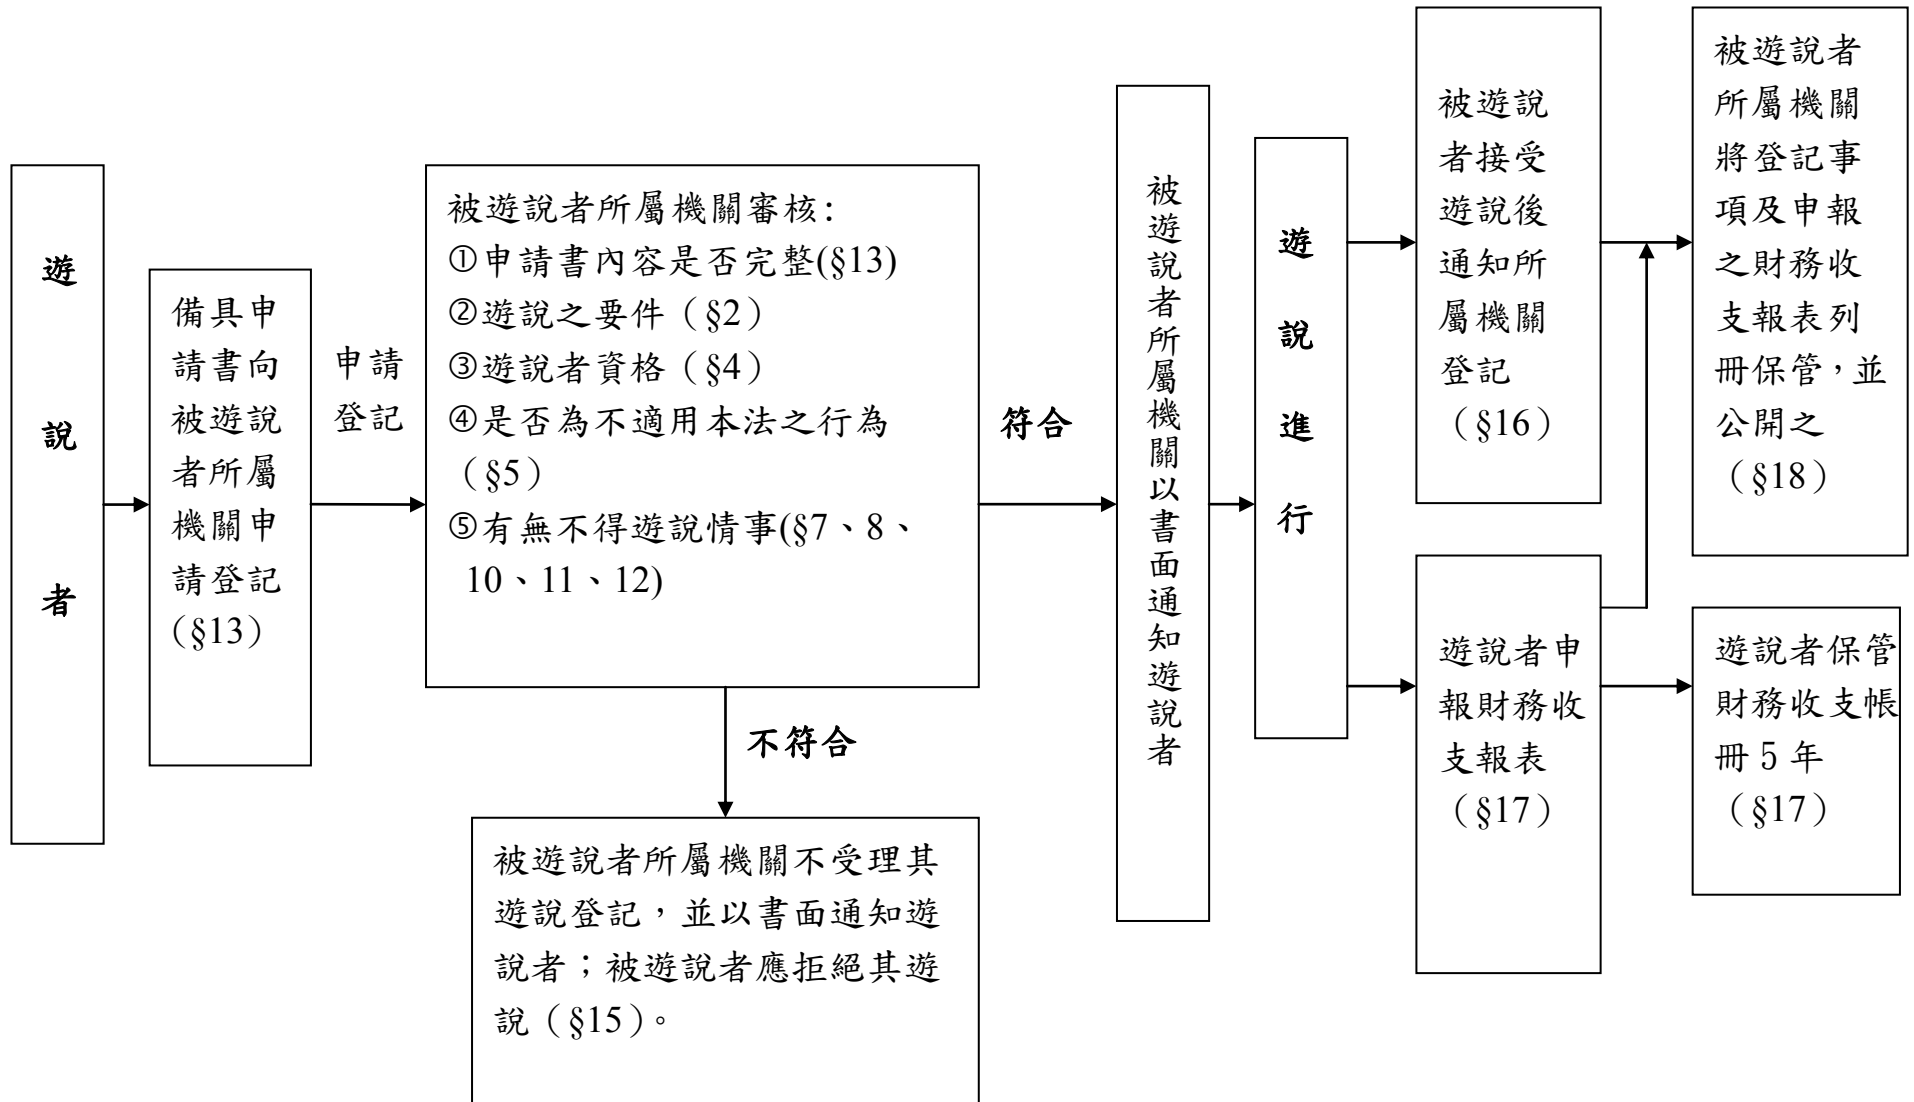 遊說者
備具申
請書向
被遊說
者所屬
機關申
請登記
（§13）
申請
登記
被遊說者所屬機關審核：
①申請書內容是否完整(§13)
②遊說之要件（§2）
③遊說者資格（§4）
④是否為不適用本法之行為
（§5）
⑤有無不得遊說情事(§7、8、
10、11、12)
符合
不符合
被遊說者所屬機關不受理其
遊說登記，並以書面通知遊
說者；被遊說者應拒絕其遊
說（§15）。
被遊說者所屬機關以書面通知遊說者
遊說進行
被遊說
者接受
遊說後
通知所
屬機關
登記
（§16）
被遊說者
所屬機關
將登記事
項及申報
之財務收
支報表列
冊保管，並
公開之
（§18）
遊說者申
報財務收
支報表
（§17）
遊說者保管
財務收支帳
冊 5 年
（§17）